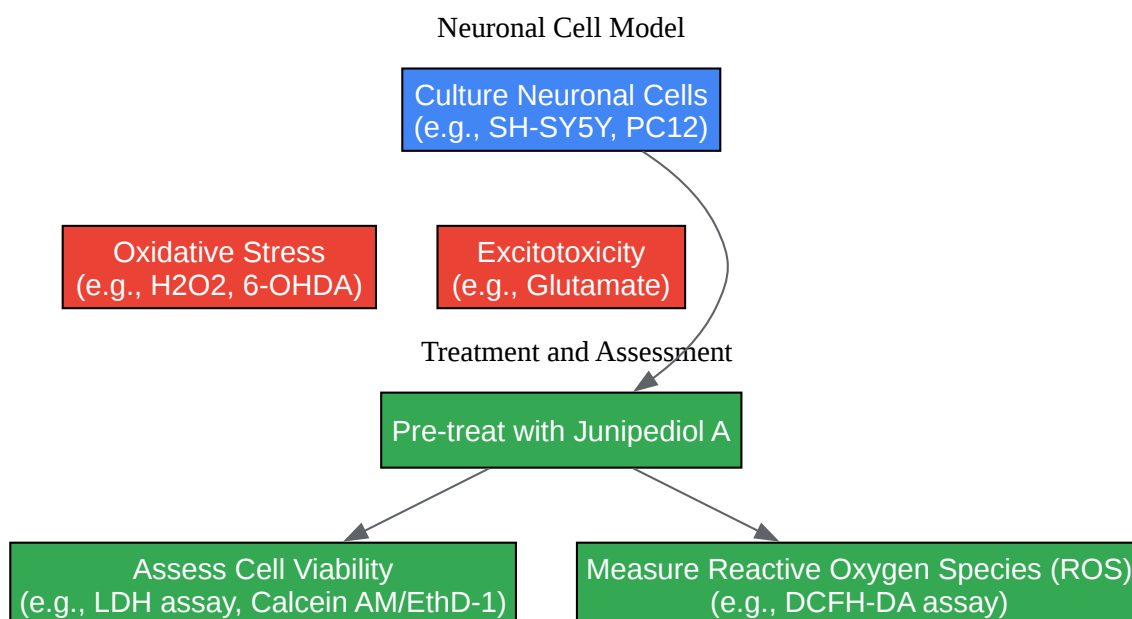 Neuronal Cell Model
Culture Neuronal Cells
(e.g., SH-SY5Y, PC12)
Oxidative Stress
(e.g., H2O2, 6-OHDA)
Excitotoxicity
(e.g., Glutamate)
Treatment and Assessment
Pre-treat with Junipediol A
Assess Cell Viability
(e.g., LDH assay, Calcein AM/EthD-1)
Measure Reactive Oxygen Species (ROS)
(e.g., DCFH-DA assay)